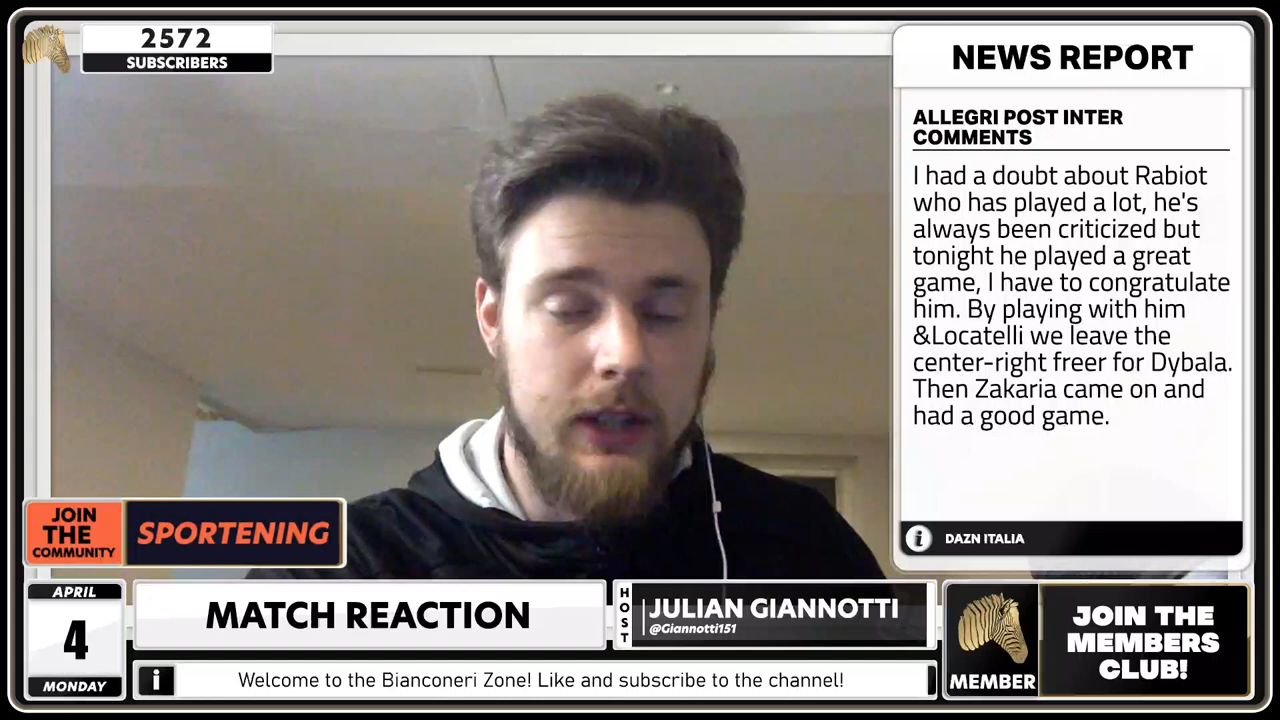 2572
SUBSCRIBERS
NEWS REPORT
ALLEGRI POST INTER
COMMENTS
I had a doubt about Rabiot
who has played a lot, he's
always been criticized but
tonight he played a great
game, I have to congratulate
him. By playing with him
&Locatelli we leave the
center-right freer for Dybala.
Then Zakaria came on and
had a good game.
i DAZN ITALIA
JOIN
THE
COMMUNITY
SPORTENING
APRIL
4
MONDAY
MATCH REACTION
HOST
JULIAN GIANNOTTI
@Giannotti151
i Welcome to the Bianconeri Zone! Like and subscribe to the channel!
MEMBER
JOIN THE
MEMBERS
CLUB!